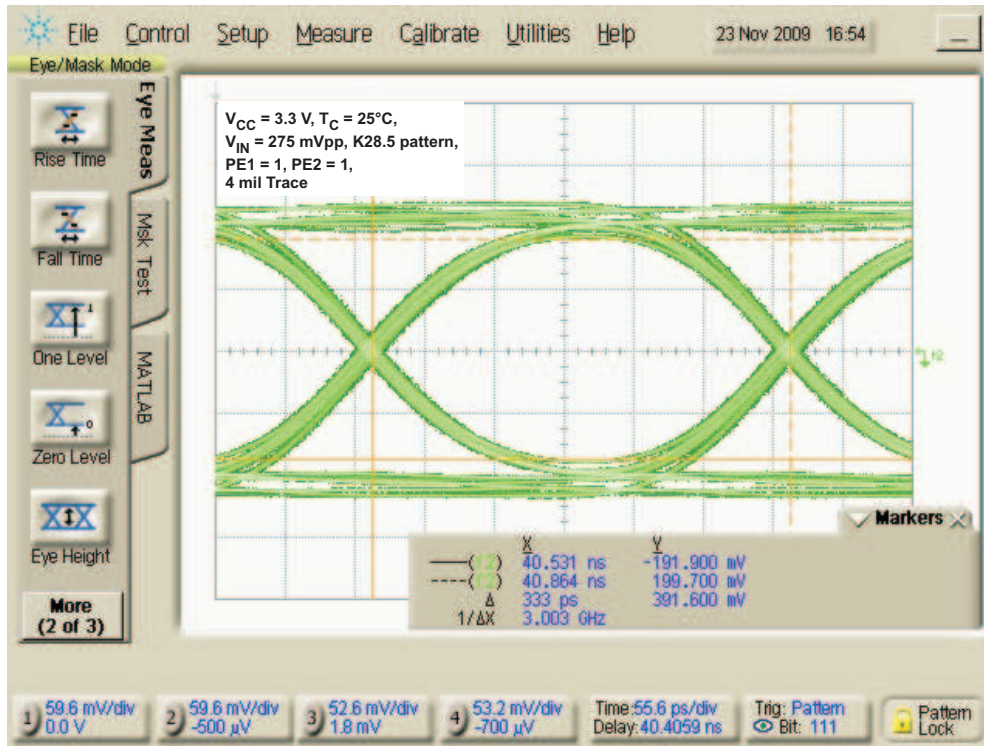 File Control Setup Measure Calibrate Utilities Help 23 Nov 2009 16:54
Eye/Mask Mode
Eye Meas
Msk Test
MATLAB
Rise Time
Fall Time
One Level
Zero Level
Eye Height
More
(2 of 3)
VCC = 3.3 V, TC = 25°C,
VIN = 275 mVpp, K28.5 pattern,
PE1 = 1, PE2 = 1,
4 mil Trace
Markers
X Y
40.531 ns -191.900 mV
40.864 ns 199.700 mV
Δ 333 ps 391.600 mV
1/ΔX 3.003 GHz
1 59.6 mV/div
0.0 V
2 59.6 mV/div
-500 μV
3 52.6 mV/div
1.8 mV
4 53.2 mV/div
-700 μV
Time:55.6 ps/div
Delay:40.4059 ns
Trig: Pattern
Bit: 111
Pattern
Lock